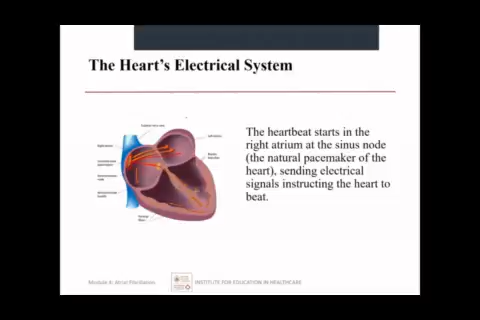 The Heart's Electrical System
The heartbeat starts in the
right atrium at the sinus node
(the natural pacemaker of the
heart), sending electrical
signals instructing the heart to
beat.
Module 4: Atrial Fibrillation
INSTITUTE FOR EDUCATION IN HEALTHCARE